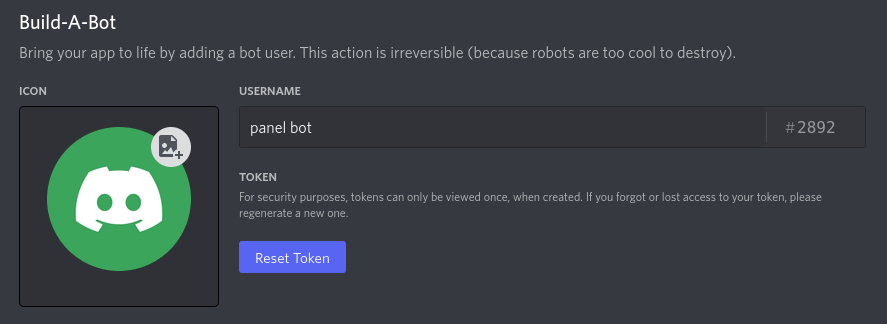 Build-A-Bot
Bring your app to life by adding a bot user. This action is irreversible (because robots are too cool to destroy).
ICON
USERNAME
panel bot
#2892
TOKEN
For security purposes, tokens can only be viewed once, when created. If you forgot or lost access to your token, please
regenerate a new one.
Reset Token